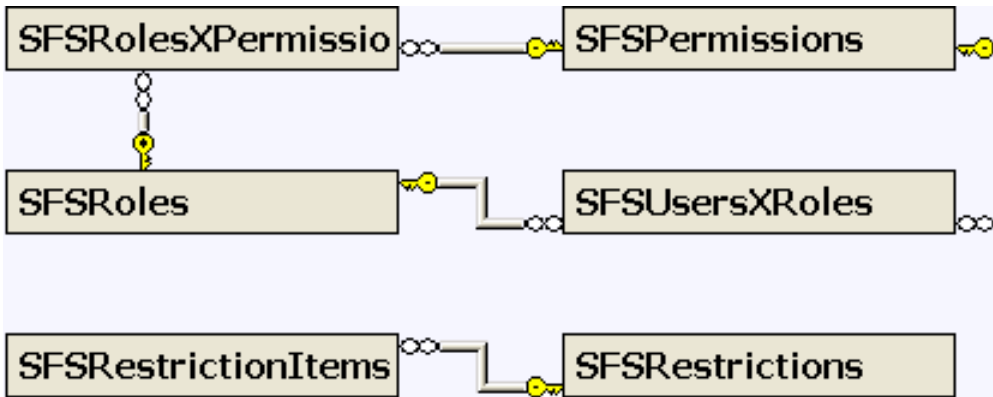 SFSRolesXPermissio
SFSPermissions
SFSRoles
SFSUsersXRoles
SFSRestrictionItems
SFSRestrictions